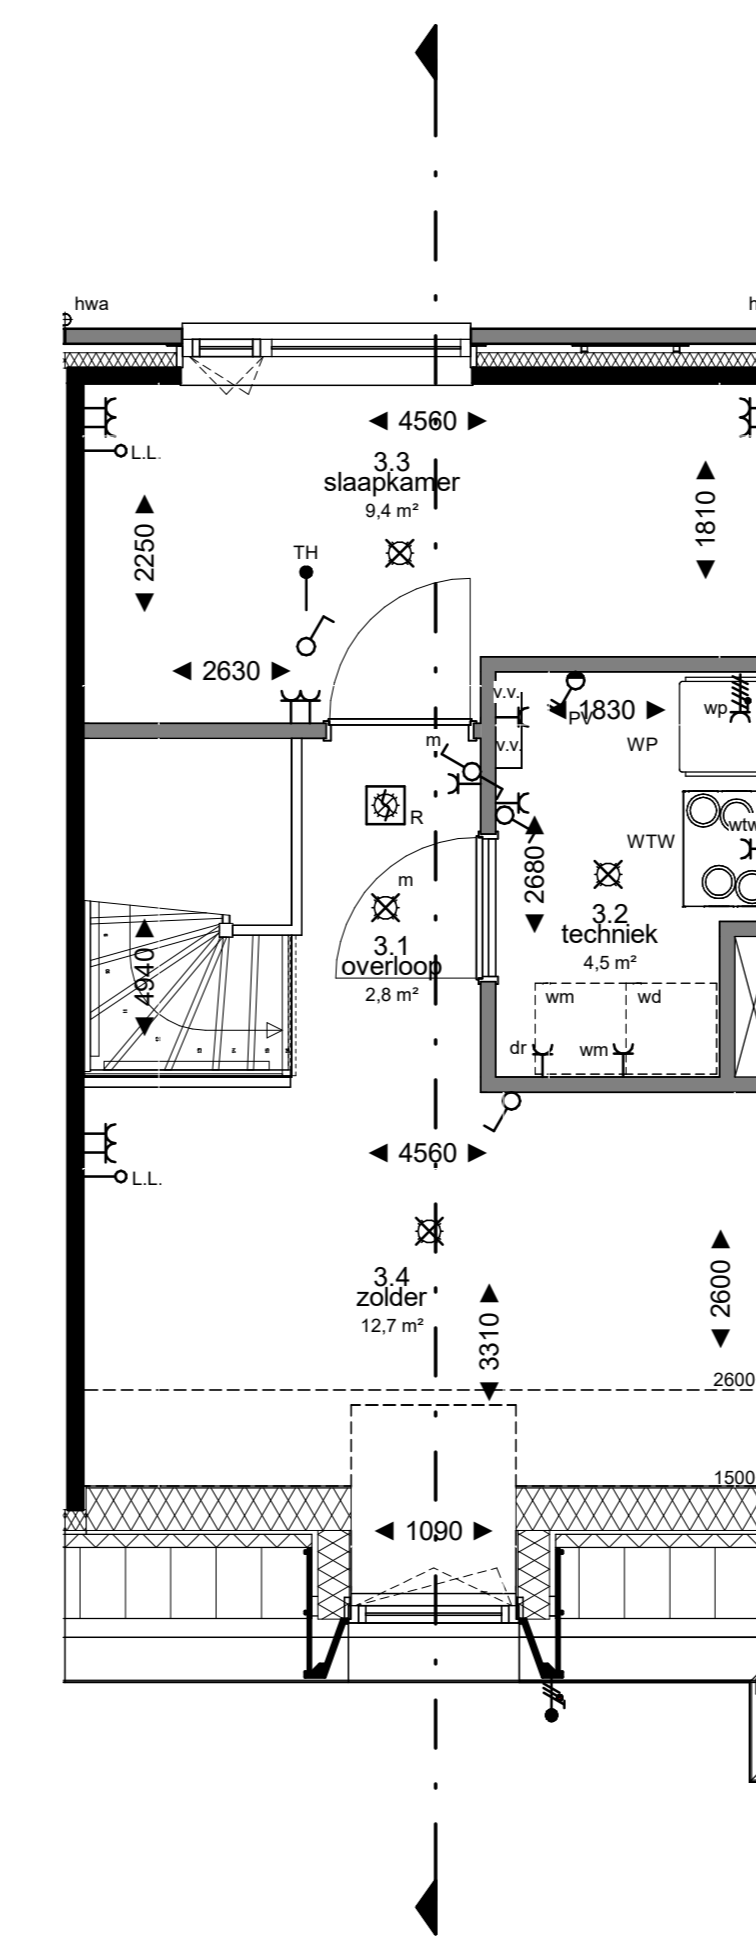 hwa
h
4560
L.L.
3.3
slaapkamer
9,4 m²
1810
2250
TH
2630
v.v.
1830
PV
wp
WP
m
v.v.
R
wtw
WTW
2680
m
3.2
techniek
4,5 m²
3.1
overloop
2,8 m²
4940
wm
wd
dr
wm
4560
L.L.
3.4
zolder
12,7 m²
2600
3310
2600
1500
1090